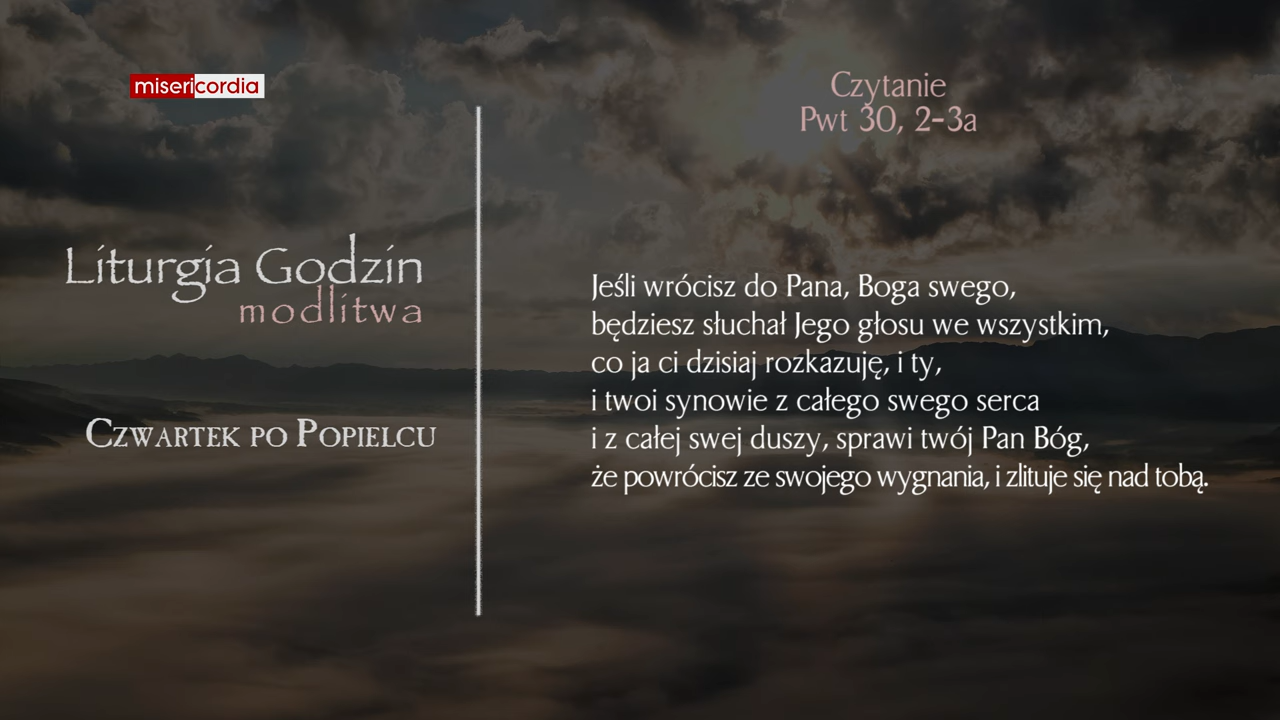 misericordia
Liturgia Godzin
modlitwa
Czwartek po Popielcu
Czytanie
Pwt 30, 2-3a
Jeśli wrócisz do Pana, Boga swego,
będziesz słuchał Jego głosu we wszystkim,
co ja ci dzisiaj rozkazuję, i ty,
i twoi synowie z całego swego serca
i z całej swej duszy, sprawi twój Pan Bóg,
że powrócisz ze swojego wygnania, i zlituje się nad tobą.